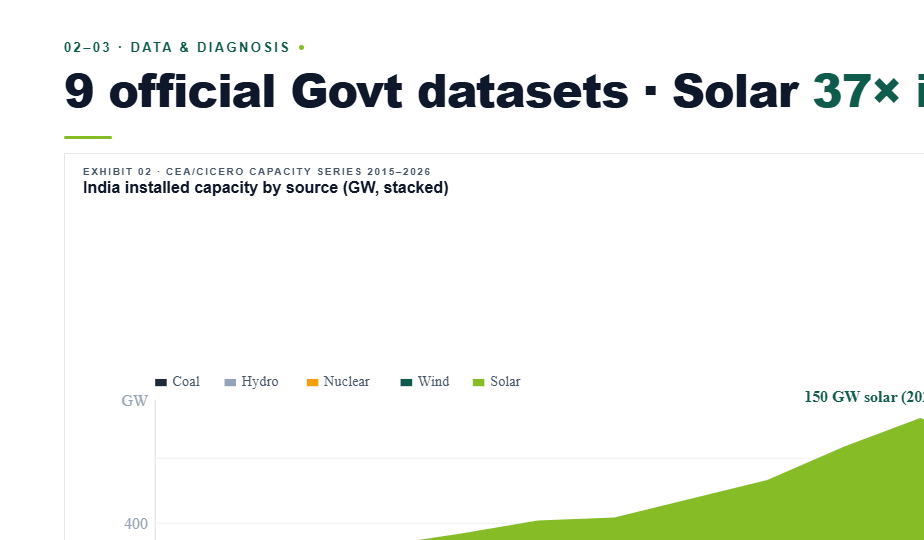 02–03 · DATA & DIAGNOSIS
9 official Govt datasets · Solar 37×
EXHIBIT 02 · CEA/CICERO CAPACITY SERIES 2015–2026
India installed capacity by source (GW, stacked)
Coal Hydro Nuclear Wind Solar
GW
150 GW solar
400